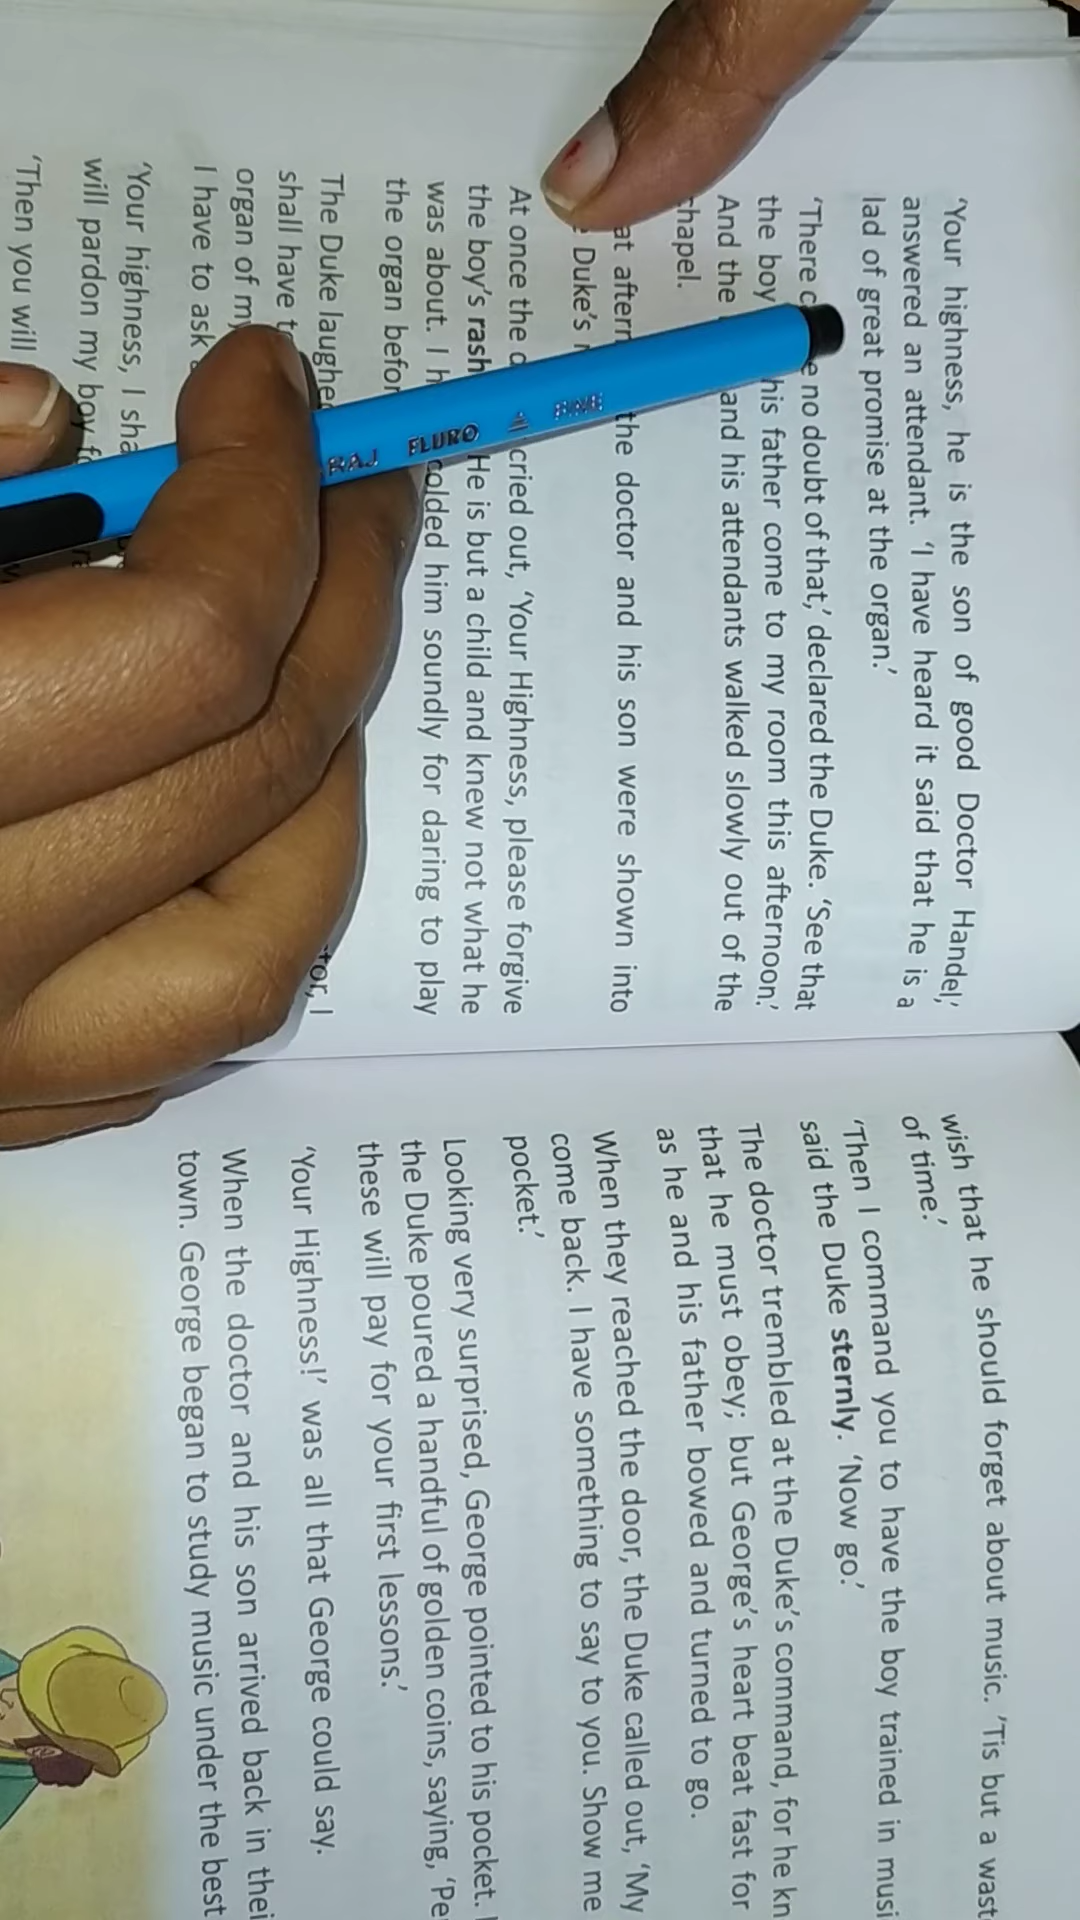 'Your highness, he is the son of good Doctor Handel,'
answered an attendant. 'I have heard it said that he is a
lad of great promise at the organ.'
'There no doubt of that,' declared the Duke. 'See that
the boy his father come to my room this afternoon.'
And the and his attendants walked slowly out of the
chapel.
the doctor and his son were shown into
Duke's
At once the cried out, 'Your Highness, please forgive
the boy's rash He is but a child and knew not what he
was about. I him soundly for daring to play
the organ
The Duke
shall have I
organ of
I have to ask
'Your highness, I
will pardon my boy
'Then you will
wish that he should forget about music. 'Tis but a
of time.'
'Then I command you to have the boy trained in
said the Duke sternly. 'Now go.'
The doctor trembled at the Duke's command, for he
that he must obey; but George's heart beat fast for
as he and his father bowed and turned to go.
When they reached the door, the Duke called out, 'My
come back. I have something to say to you. Show me
pocket.'
Looking very surprised, George pointed to his pocket.
the Duke poured a handful of golden coins, saying,
these will pay for your first lessons.'
'Your Highness!' was all that George could say.
When the doctor and his son arrived back in
town. George began to study music under the best
FLURO
RAJ